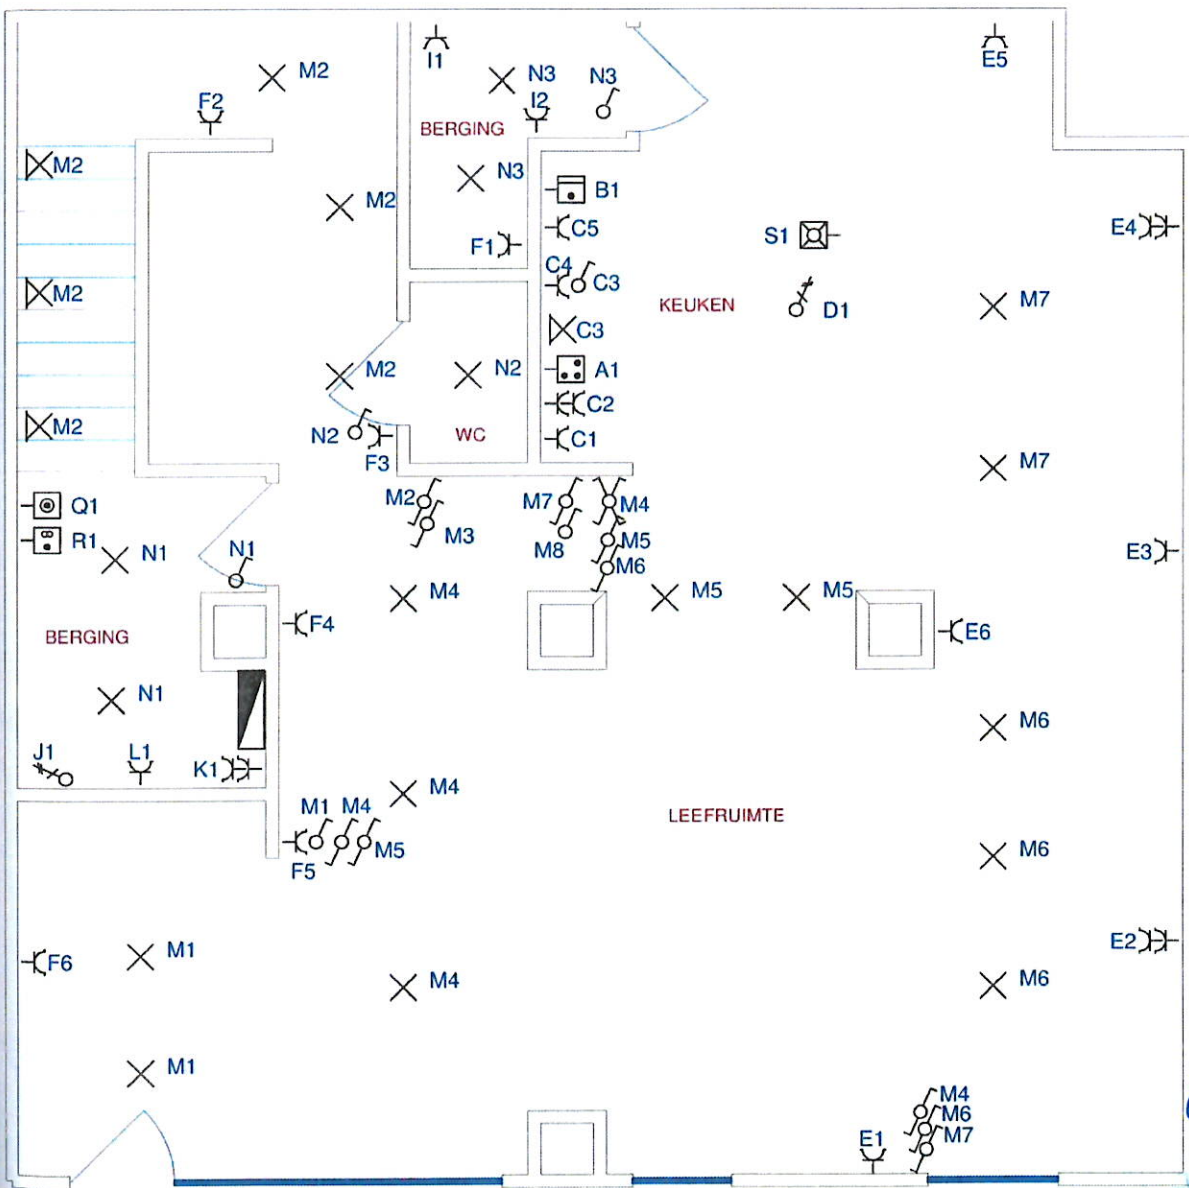 I1
E5
M2
N3
N3
F2
I2
BERGING
M2
N3
B1
M2
C5
S1
E4
F1
C4
C3
M2
KEUKEN
M7
D1
C3
M2
N2
A1
C2
M2
N2
WC
C1
F3
M7
M2
M7
M4
Q1
M3
M8
M5
R1
N1
N1
M6
E3
M4
M5
M5
F4
E6
BERGING
N1
M6
J1
L1
K1
M4
M1
M4
LEEFRUIMTE
M5
M6
F5
M1
F6
E2
M4
M6
M1
M4
M6
M7
E1